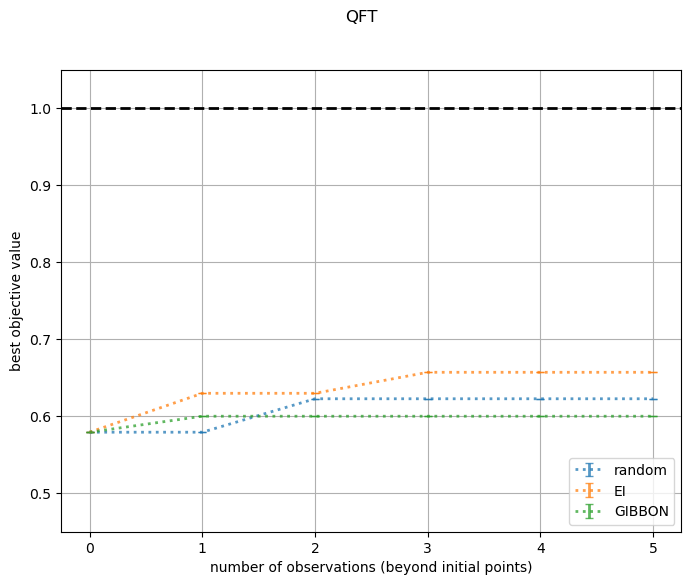 QFT
best objective value
1.0
0.9
0.8
0.7
0.6
0.5
0 1 2 3 4 5
number of observations (beyond initial points)
random
EI
GIBBON